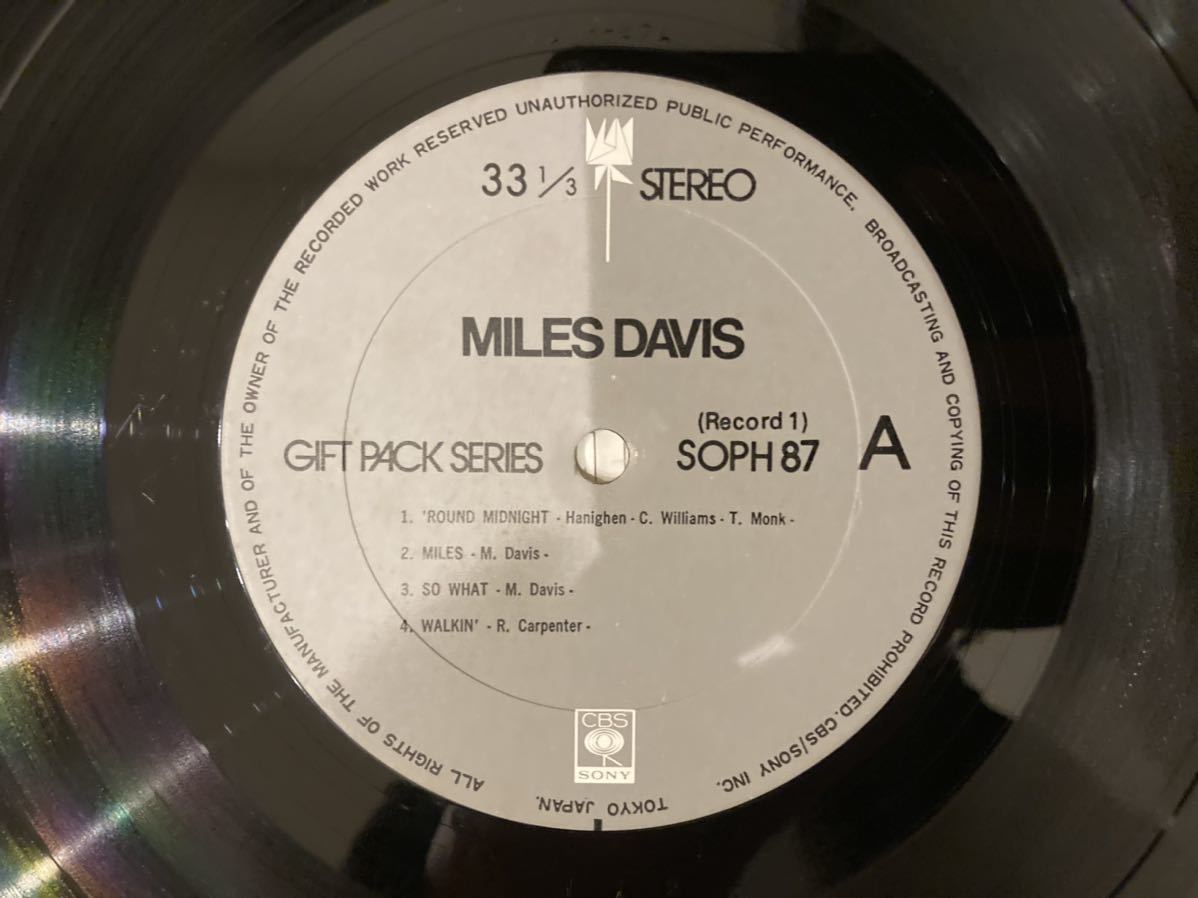 ALL RIGHTS OF THE MANUFACTURER AND OF THE OWNER OF THE RECORDED WORK RESERVED UNAUTHORIZED PUBLIC PERFORMANCE, BROADCASTING AND COPYING OF THIS RECORD PROHIBITED. CBS/SONY INC. TOKYO JAPAN.
33 1/3 STEREO
MILES DAVIS
(Record 1)
GIFT PACK SERIES SOPH 87 A
1. 'ROUND MIDNIGHT - Hanighen - C. Williams - T. Monk -
2. MILES - M. Davis -
3. SO WHAT - M. Davis -
4. WALKIN' - R. Carpenter -
CBS
SONY